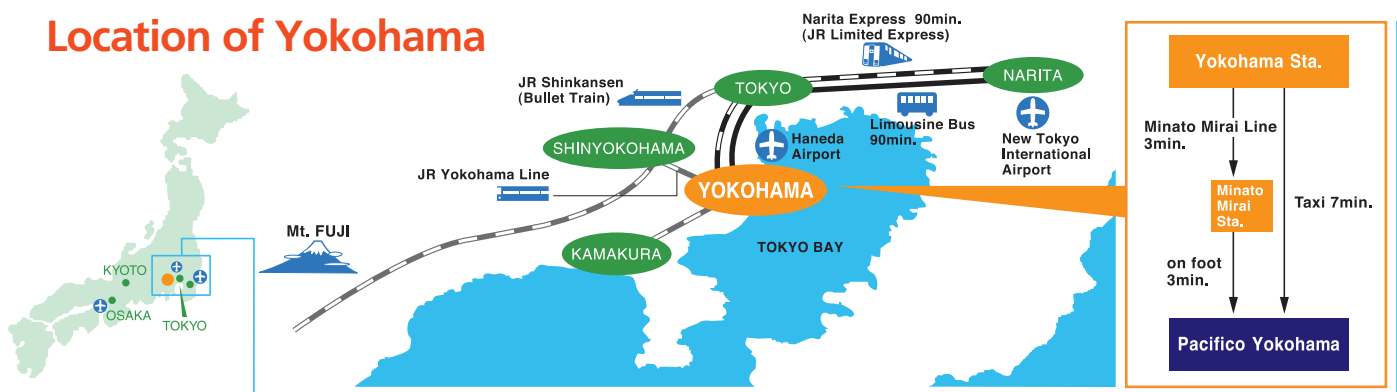 Location of Yokohama
KYOTO
OSAKA
TOKYO
Mt. FUJI
JR Shinkansen
(Bullet Train)
SHINYOKOHAMA
JR Yokohama Line
KAMAKURA
YOKOHAMA
TOKYO
Narita Express 90min.
(JR Limited Express)
NARITA
Limousine Bus
90min.
Haneda
Airport
New Tokyo
International
Airport
TOKYO BAY
Yokohama Sta.
Minato Mirai Line
3min.
Minato
Mirai
Sta.
Taxi 7min.
on foot
3min.
Pacifico Yokohama